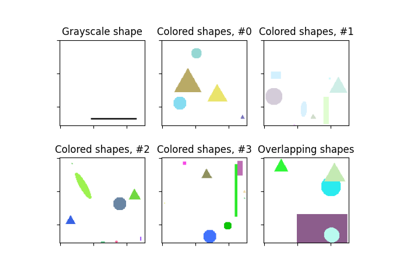 Grayscale shape
Colored shapes, #0
Colored shapes, #1
Colored shapes, #2
Colored shapes, #3
Overlapping shapes